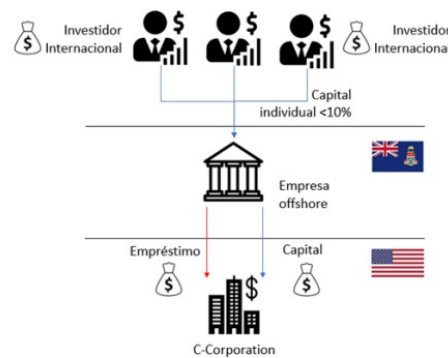 Investidor
Internacional
Investidor
Internacional
Capital
individual <10%
Empresa
offshore
Empréstimo
Capital
C-Corporation